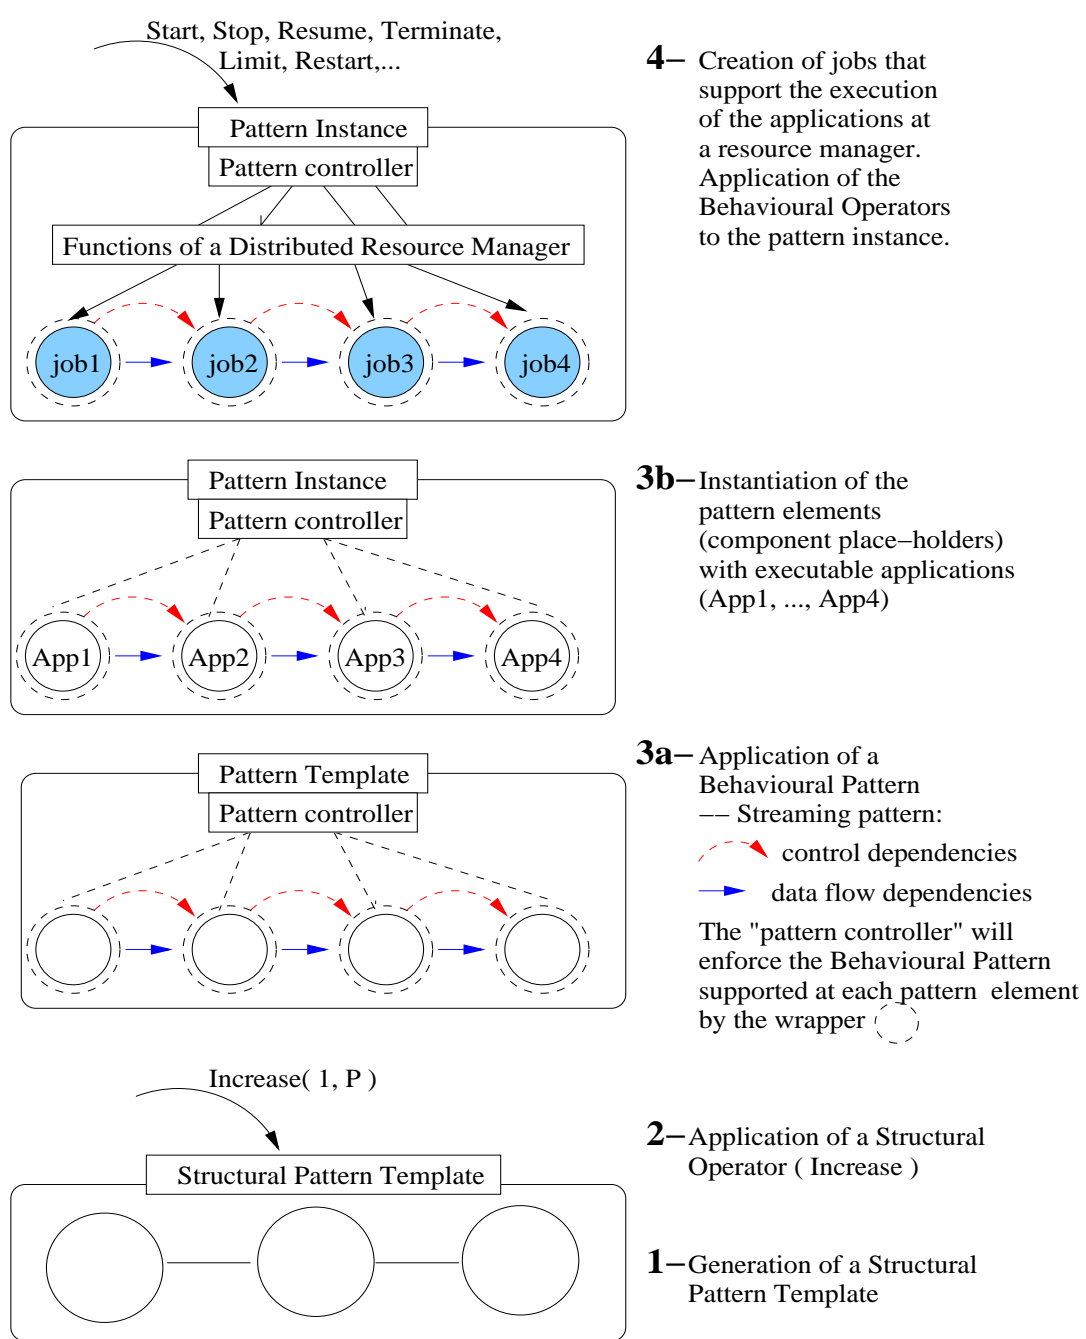 Start, Stop, Resume, Terminate,
Limit, Restart,...
Pattern Instance
Pattern controller
Functions of a Distributed Resource Manager
job1
job2
job3
job4
4– Creation of jobs that
support the execution
of the applications at
a resource manager.
Application of the
Behavioural Operators
to the pattern instance.
Pattern Instance
Pattern controller
App1
App2
App3
App4
3b– Instantiation of the
pattern elements
(component place–holders)
with executable applications
(App1, ..., App4)
Pattern Template
Pattern controller
3a– Application of a
Behavioural Pattern
–– Streaming pattern:
control dependencies
data flow dependencies
The "pattern controller" will
enforce the Behavioural Pattern
supported at each pattern element
by the wrapper
Increase( 1, P )
Structural Pattern Template
2– Application of a Structural
Operator ( Increase )
1– Generation of a Structural
Pattern Template